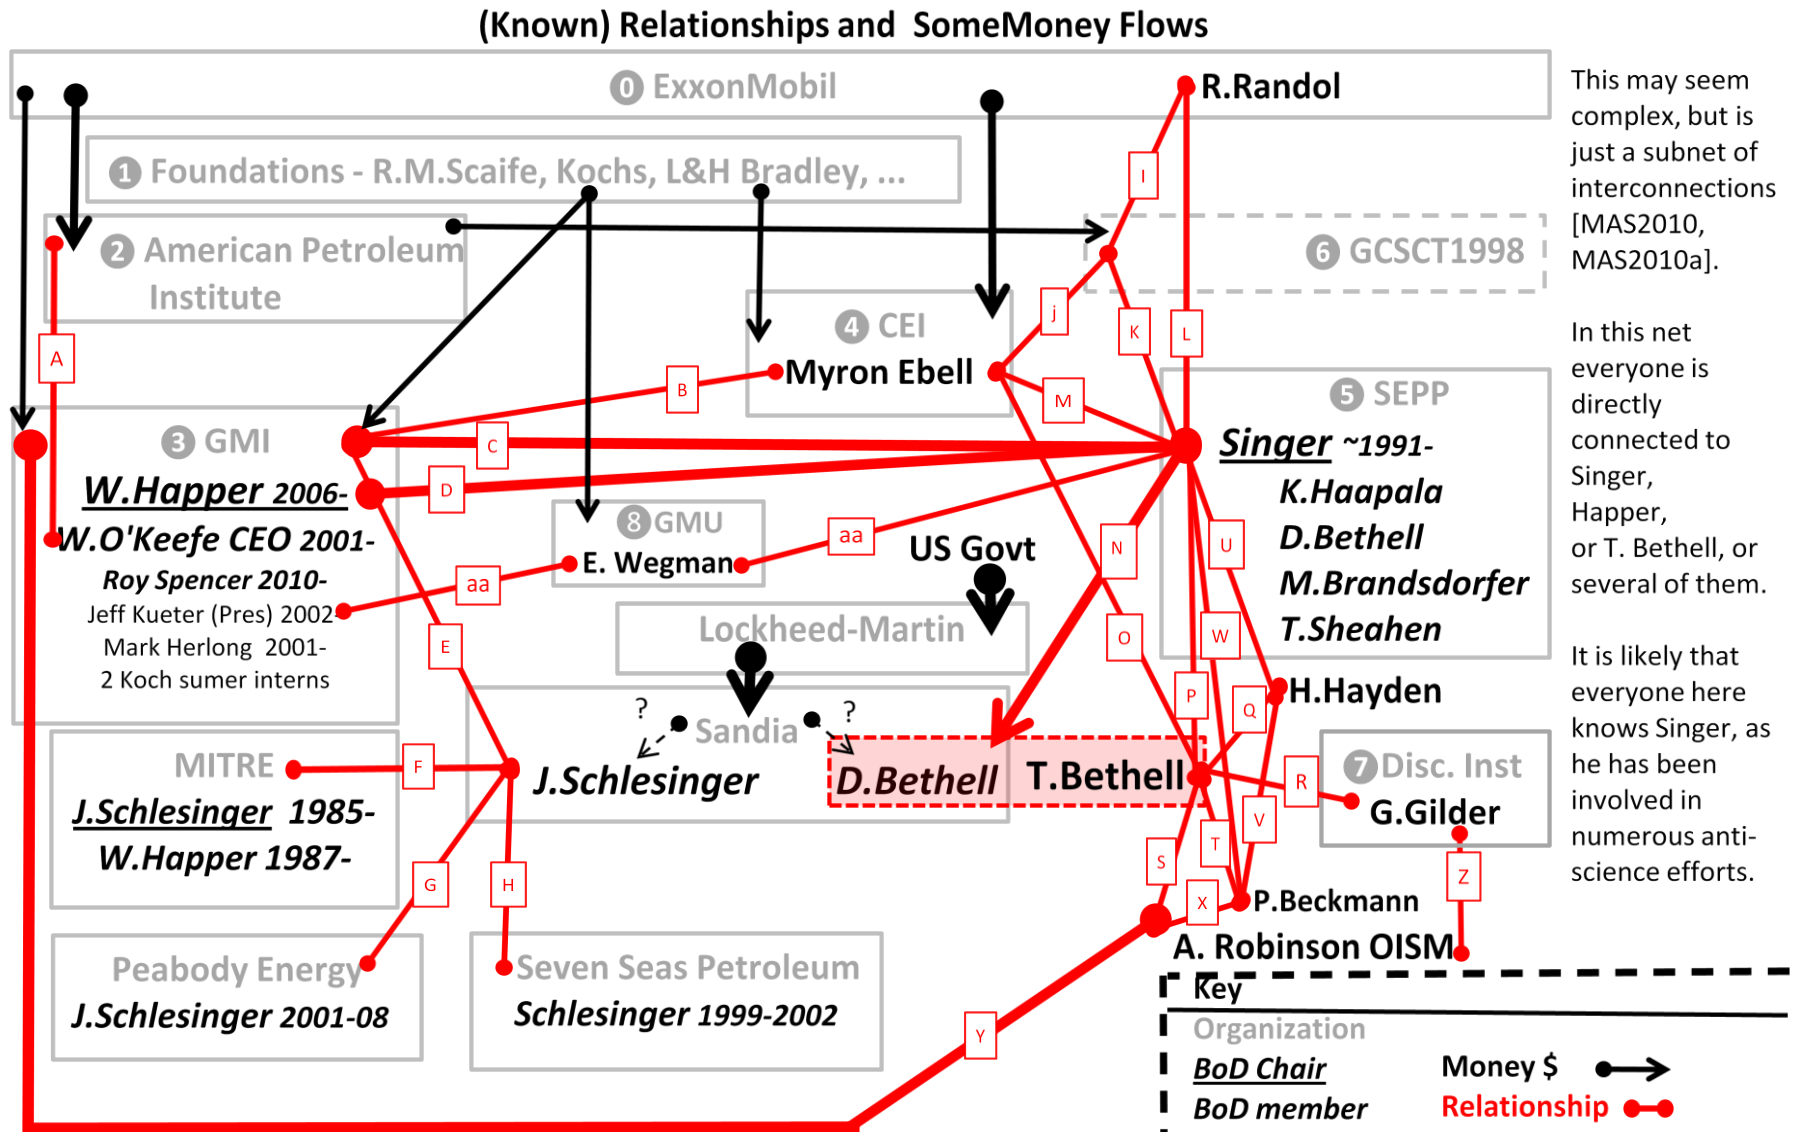 (Known) Relationships and SomeMoney Flows
0 ExxonMobil
R.Randol
1 Foundations - R.M.Scaife, Kochs, L&H Bradley, ...
I
2 American Petroleum
Institute
6 GCSCT1998
A
j
K
L
4 CEI
Myron Ebell
B
M
5 SEPP
Singer ~1991-
K.Haapala
D.Bethell
M.Brandsdorfer
T.Sheahen
3 GMI
C
W.Happer 2006-
D
W.O'Keefe CEO 2001-
Roy Spencer 2010-
Jeff Kueter (Pres) 2002-
Mark Herlong 2001-
2 Koch sumer interns
8 GMU
E. Wegman
aa
aa
US Govt
N
U
E
O
W
P
Q
Lockheed-Martin
H.Hayden
?
Sandia
?
J.Schlesinger
D.Bethell
T.Bethell
MITRE
F
J.Schlesinger 1985-
W.Happer 1987-
R
7 Disc. Inst
G.Gilder
V
T
S
G
H
Z
X
P.Beckmann
A. Robinson OISM
Peabody Energy
J.Schlesinger 2001-08
Seven Seas Petroleum
Schlesinger 1999-2002
Y
Key
Organization
BoD Chair
BoD member
Money $
Relationship
This may seem
complex, but is
just a subnet of
interconnections
[MAS2010,
MAS2010a].
In this net
everyone is
directly
connected to
Singer,
Happer,
or T. Bethell, or
several of them.
It is likely that
everyone here
knows Singer, as
he has been
involved in
numerous anti-
science efforts.